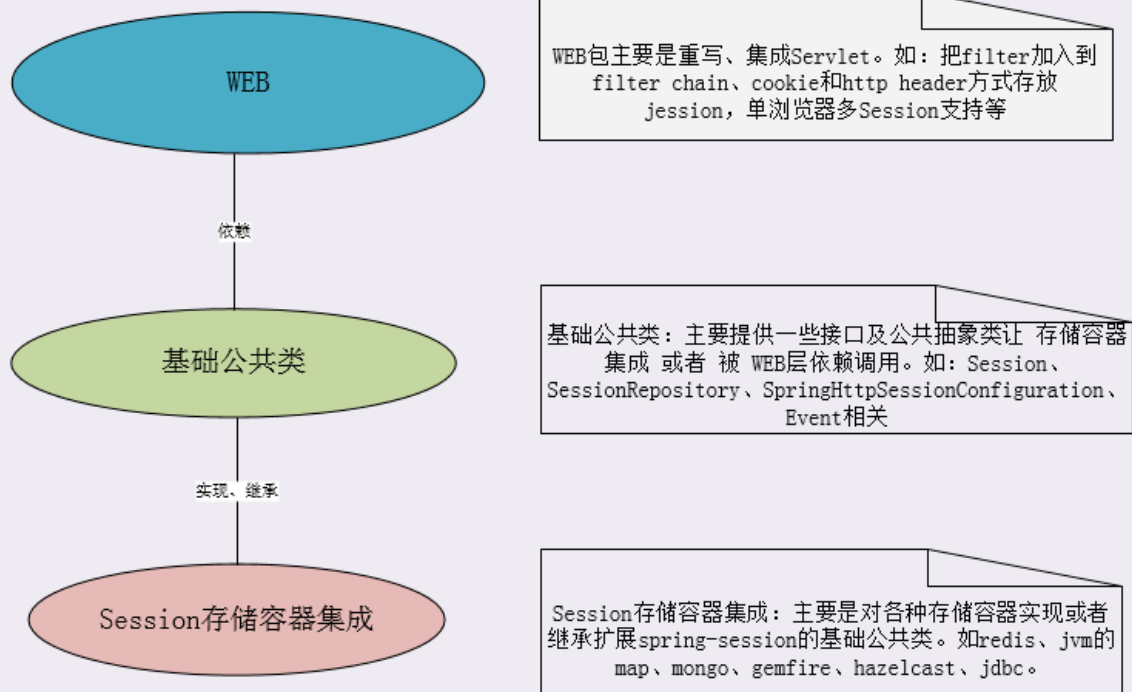 WEB
WEB包主要是重写、集成Servlet。如：把filter加入到
filter chain、cookie和http header方式存放
jession，单浏览器多Session支持等
依赖
基础公共类
基础公共类：主要提供一些接口及公共抽象类让 存储容器
集成 或者 被 WEB层依赖调用。如：Session、
SessionRepository、SpringHttpSessionConfiguration、
Event相关
实现、继承
Session存储容器集成
Session存储容器集成：主要是对各种存储容器实现或者
继承扩展spring-session的基础公共类。如redis、jvm的
map、mongo、gemfire、hazelcast、jdbc。